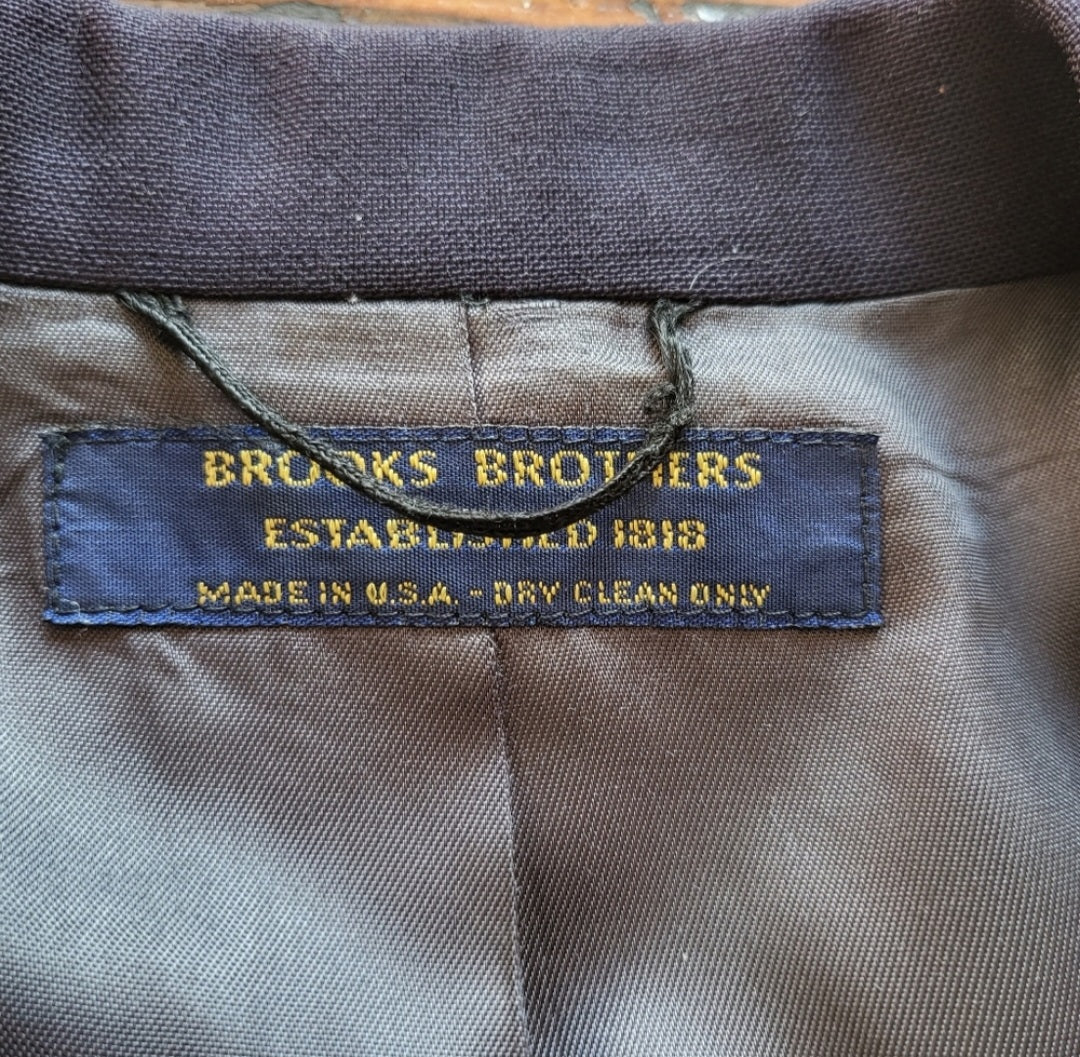 BROOKS BROTHERS
ESTABLISHED 1818
MADE IN U.S.A. - DRY CLEAN ONLY